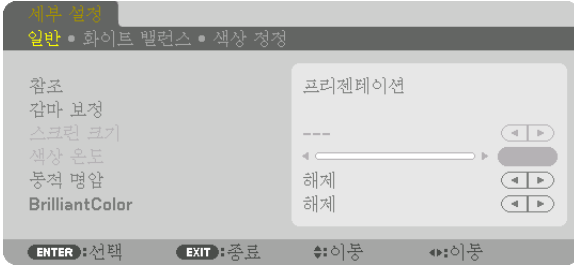 세부 설정
일반 • 화이트 밸런스 • 색상 정정
참조 프리젠테이션
감마 보정
스크린 크기 ---
색상 온도
동적 명암 해제
BrilliantColor 해제
ENTER :선택 EXIT :종료 :이동 :이동